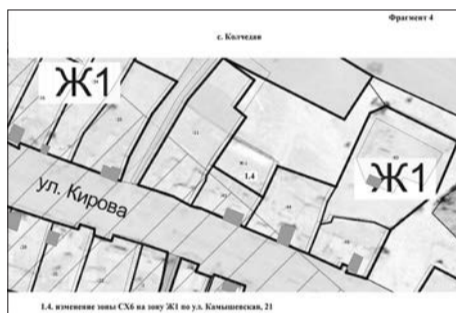 Фрагмент 4
с. Колчедан
Ж1
Ж1
1.4
Ж1
ул. Кирова
1.4. изменение зоны СХ6 на зону Ж1 по ул. Камышевская, 21